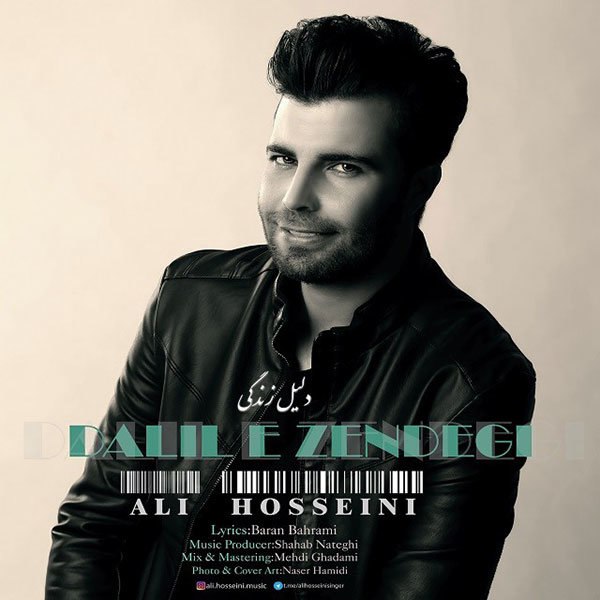 دلیل زندگی
DALIL E ZENDEGI
ALI HOSSEINI
Lyrics:Baran Bahrami
Music Producer:Shahab Nateghi
Mix & Mastering:Mehdi Ghadami
Photo & Cover Art:Naser Hamidi
ali.hosseini.music t.me/alihosseinisinger